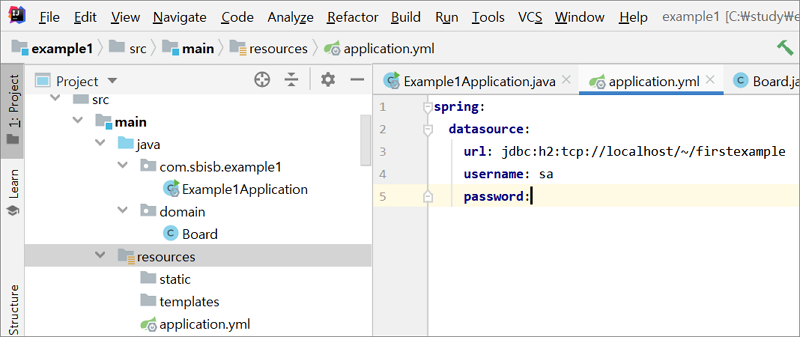 File Edit View Navigate Code Analyze Refactor Build Run Tools VCS Window Help example1 [C:₩study₩e
example1 src main resources application.yml
Project
Example1Application.java application.yml Board.ja
1: Project
Learn
Structure
src
main
java
com.sbisb.example1
Example1Application
domain
Board
resources
static
templates
application.yml
1 spring:
2 datasource:
3 url: jdbc:h2:tcp://localhost/~/firstexample
4 username: sa
5 password: